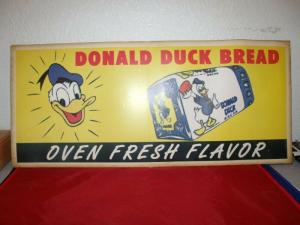 DONALD DUCK BREAD
DONALD
DUCK
OVEN FRESH FLAVOR